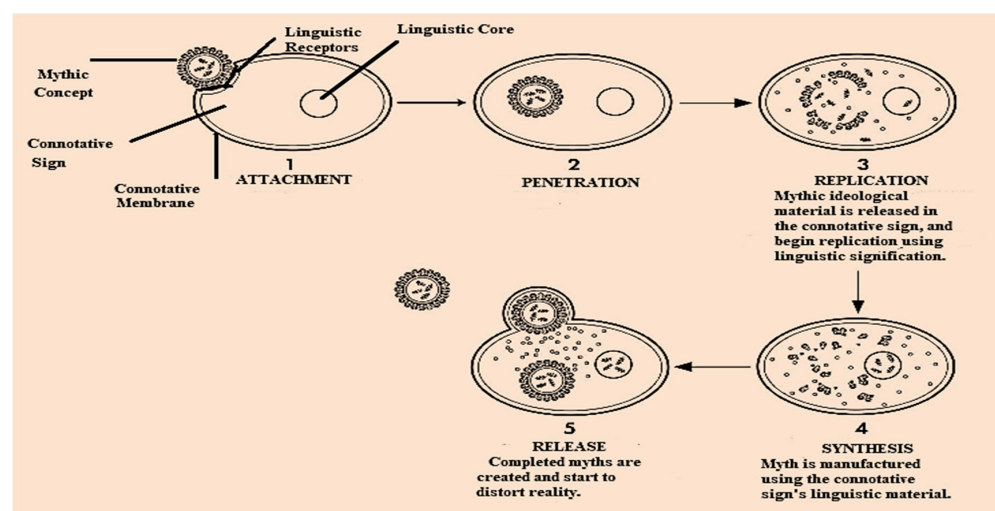 Linguistic
Receptors
Linguistic Core
Mythic
Concept
Connotative
Sign
Connotative
Membrane
1
ATTACHMENT
2
PENETRATION
3
REPLICATION
Mythic ideological
material is released in
the connotative sign, and
begin replication using
linguistic signification.
4
SYNTHESIS
Myth is manufactured
using the connotative
sign's linguistic material.
5
RELEASE
Completed myths are
created and start to
distort reality.